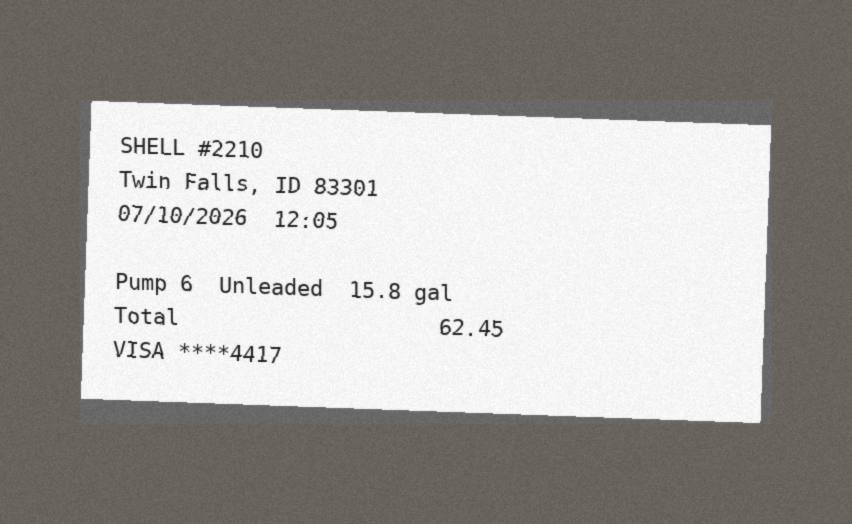 SHELL #2210
Twin Falls, ID 83301
07/10/2026  12:05
Pump 6  Unleaded  15.8 gal
Total                    62.45
VISA ****4417